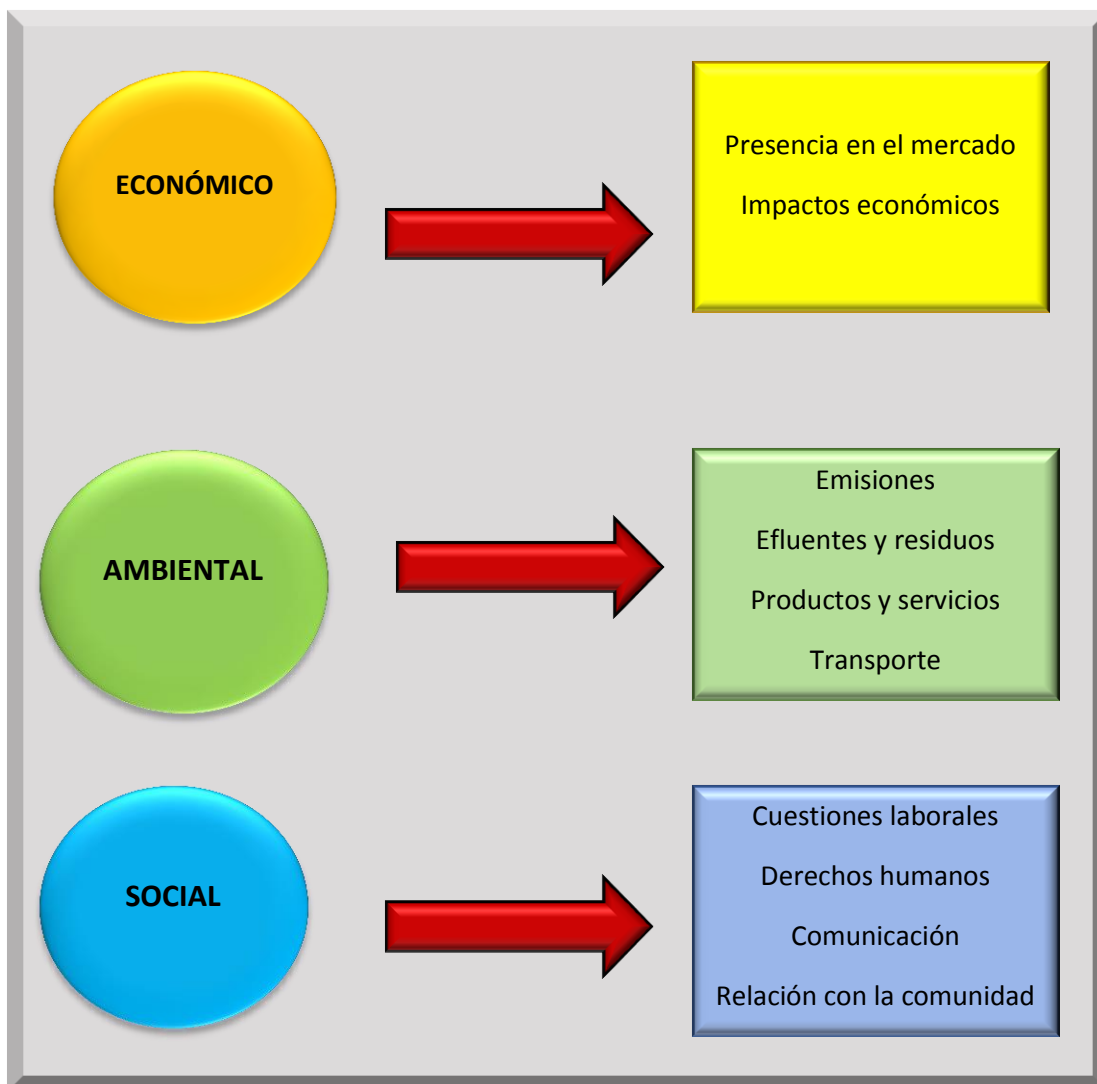 ECONÓMICO
Presencia en el mercado
Impactos económicos
AMBIENTAL
Emisiones
Efluentes y residuos
Productos y servicios
Transporte
SOCIAL
Cuestiones laborales
Derechos humanos
Comunicación
Relación con la comunidad